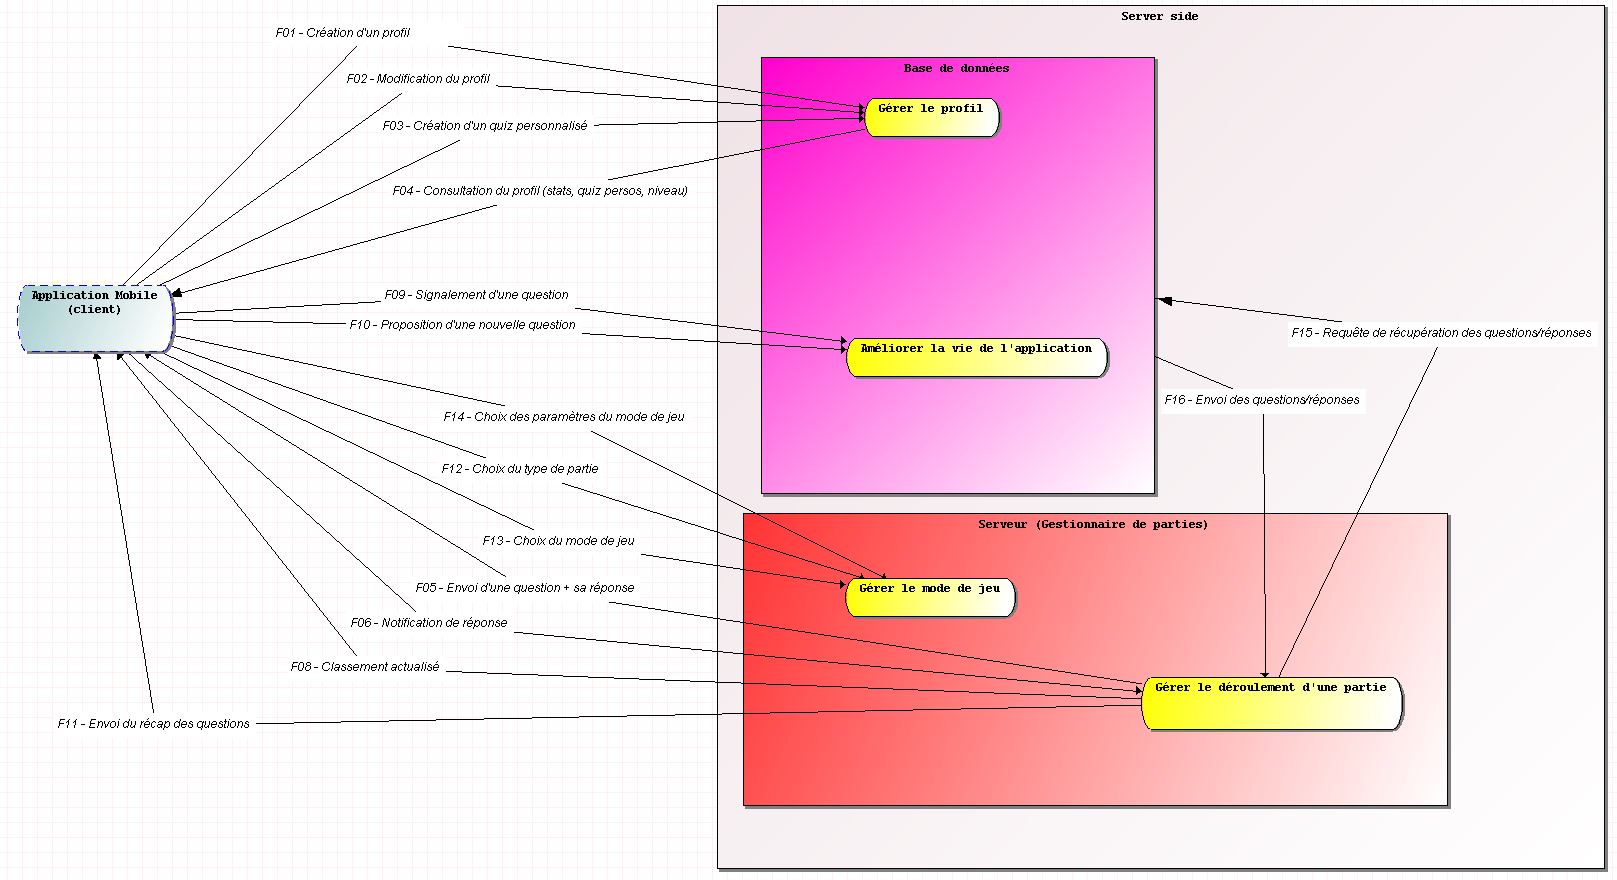 Server side
F01 - Création d'un profil
Base de données
F02 - Modification du profil
Gérer le profil
F03 - Création d'un quiz personnalisé
F04 - Consultation du profil (stats, quiz persos, niveau)
Application Mobile
(client)
F09 - Signalement d'une question
F10 - Proposition d'une nouvelle question
F15 - Requête de récupération des questions/réponses
Améliorer la vie de l'application
F16 - Envoi des questions/réponses
F14 - Choix des paramètres du mode de jeu
F12 - Choix du type de partie
Serveur (Gestionnaire de parties)
F13 - Choix du mode de jeu
F05 - Envoi d'une question + sa réponse
Gérer le mode de jeu
F06 - Notification de réponse
F08 - Classement actualisé
Gérer le déroulement d'une partie
F11 - Envoi du récap des questions